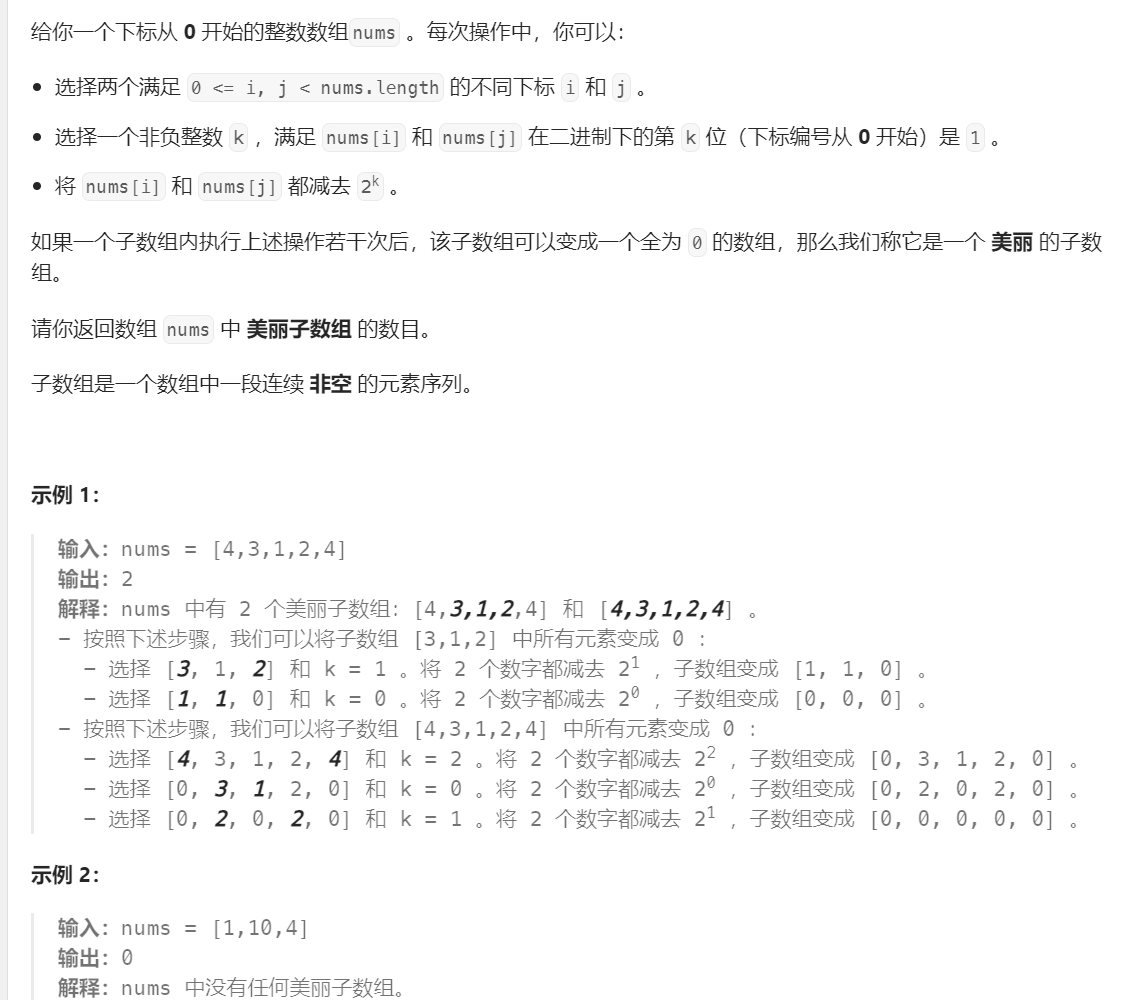 给你一个下标从 0 开始的整数数组nums 。每次操作中，你可以：
• 选择两个满足 0 <= i, j < nums.length 的不同下标 i 和 j 。
• 选择一个非负整数 k ，满足 nums[i] 和 nums[j] 在二进制下的第 k 位（下标编号从 0 开始）是 1 。
• 将 nums[i] 和 nums[j] 都减去 2ᵏ 。
如果一个子数组内执行上述操作若干次后，该子数组可以变成一个全为 0 的数组，那么我们称它是一个 美丽 的子数
组。
请你返回数组 nums 中 美丽子数组 的数目。
子数组是一个数组中一段连续 非空 的元素序列。
示例 1：
输入：nums = [4,3,1,2,4]
输出：2
解释：nums 中有 2 个美丽子数组：[4,3,1,2,4] 和 [4,3,1,2,4] 。
- 按照下述步骤，我们可以将子数组 [3,1,2] 中所有元素变成 0 ：
- 选择 [3, 1, 2] 和 k = 1 。将 2 个数字都减去 2¹ ，子数组变成 [1, 1, 0] 。
- 选择 [1, 1, 0] 和 k = 0 。将 2 个数字都减去 2⁰ ，子数组变成 [0, 0, 0] 。
- 按照下述步骤，我们可以将子数组 [4,3,1,2,4] 中所有元素变成 0 ：
- 选择 [4, 3, 1, 2, 4] 和 k = 2 。将 2 个数字都减去 2² ，子数组变成 [0, 3, 1, 2, 0] 。
- 选择 [0, 3, 1, 2, 0] 和 k = 0 。将 2 个数字都减去 2⁰ ，子数组变成 [0, 2, 0, 2, 0] 。
- 选择 [0, 2, 0, 2, 0] 和 k = 1 。将 2 个数字都减去 2¹ ，子数组变成 [0, 0, 0, 0, 0] 。
示例 2：
输入：nums = [1,10,4]
输出：0
解释：nums 中没有任何美丽子数组。